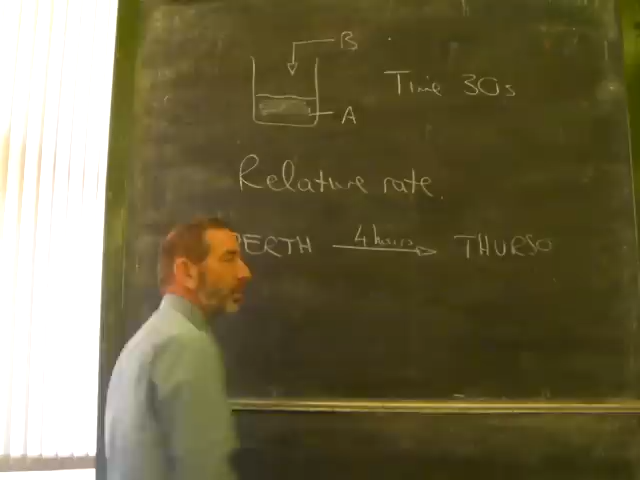 B
Time 30s
A
Relative rate.
PERTH 4 hours THURSO